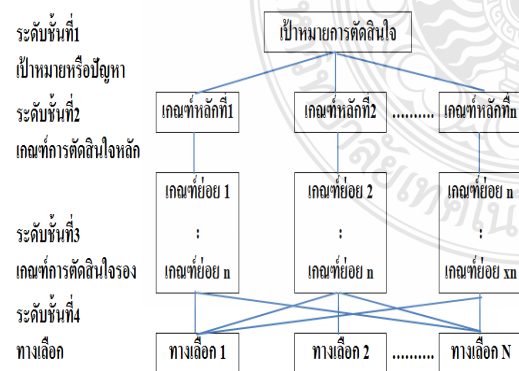 ระดับชั้นที่1
เป้าหมายการตัดสินใจ
เป้าหมายหรือปัญหา
ระดับชั้นที่2
เกณฑ์หลักที่1
เกณฑ์หลักที่2
..........
เกณฑ์หลักที่n
เกณฑ์การตัดสินใจหลัก
เกณฑ์ย่อย 1
เกณฑ์ย่อย 2
เกณฑ์ย่อย n
ระดับชั้นที่3
:
:
:
เกณฑ์การตัดสินใจรอง
เกณฑ์ย่อย n
เกณฑ์ย่อย n
เกณฑ์ย่อย xn
ระดับชั้นที่4
ทางเลือก
ทางเลือก 1
ทางเลือก 2
..........
ทางเลือก N